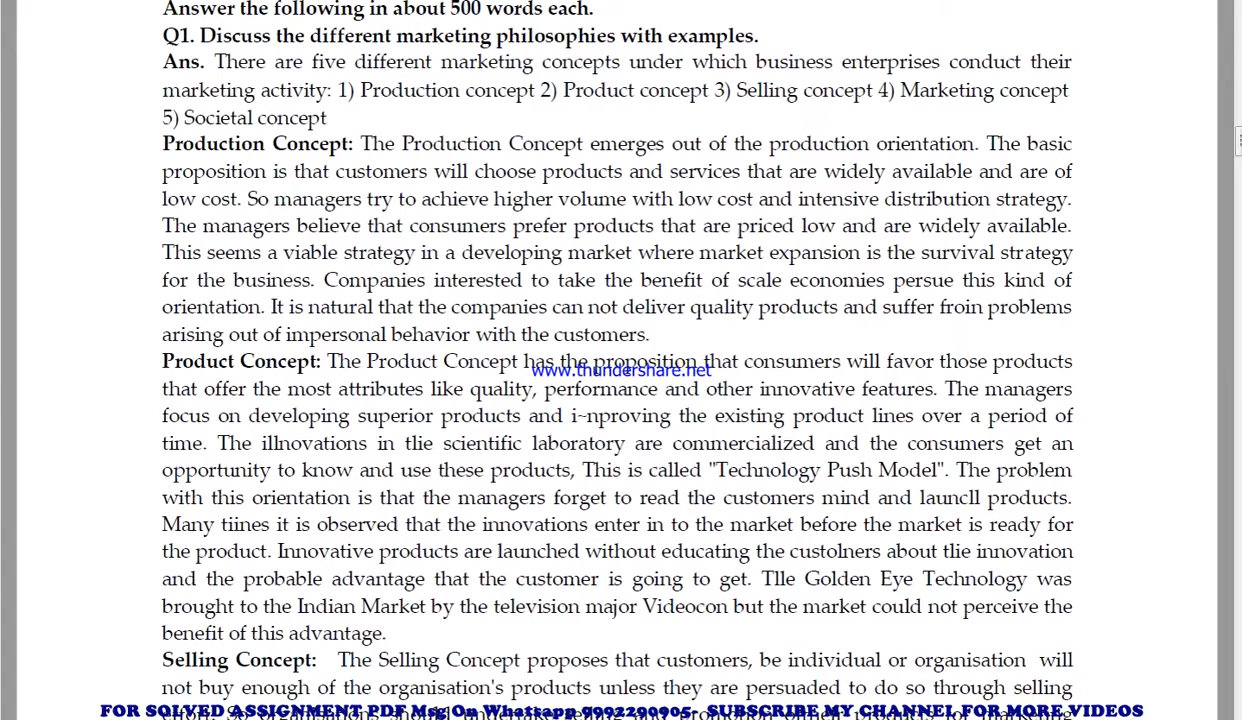 Answer the following in about 500 words each.
Q1. Discuss the different marketing philosophies with examples.
Ans. There are five different marketing concepts under which business enterprises conduct their
marketing activity: 1) Production concept 2) Product concept 3) Selling concept 4) Marketing concept
5) Societal concept
Production Concept: The Production Concept emerges out of the production orientation. The basic
proposition is that customers will choose products and services that are widely available and are of
low cost. So managers try to achieve higher volume with low cost and intensive distribution strategy.
The managers believe that consumers prefer products that are priced low and are widely available.
This seems a viable strategy in a developing market where market expansion is the survival strategy
for the business. Companies interested to take the benefit of scale economies persue this kind of
orientation. It is natural that the companies can not deliver quality products and suffer froin problems
arising out of impersonal behavior with the customers.
Product Concept: The Product Concept has the proposition that consumers will favor those products
www.thundershare.net
that offer the most attributes like quality, performance and other innovative features. The managers
focus on developing superior products and i~nproving the existing product lines over a period of
time. The illnovations in tlie scientific laboratory are commercialized and the consumers get an
opportunity to know and use these products, This is called "Technology Push Model". The problem
with this orientation is that the managers forget to read the customers mind and launcll products.
Many tiines it is observed that the innovations enter in to the market before the market is ready for
the product. Innovative products are launched without educating the custolners about tlie innovation
and the probable advantage that the customer is going to get. Tlle Golden Eye Technology was
brought to the Indian Market by the television major Videocon but the market could not perceive the
benefit of this advantage.
Selling Concept: The Selling Concept proposes that customers, be individual or organisation will
not buy enough of the organisation's products unless they are persuaded to do so through selling
FOR SOLVED ASSIGNMENT PDF Msg On Whatsapp 9992290905- SUBSCRIBE MY CHANNEL FOR MORE VIDEOS